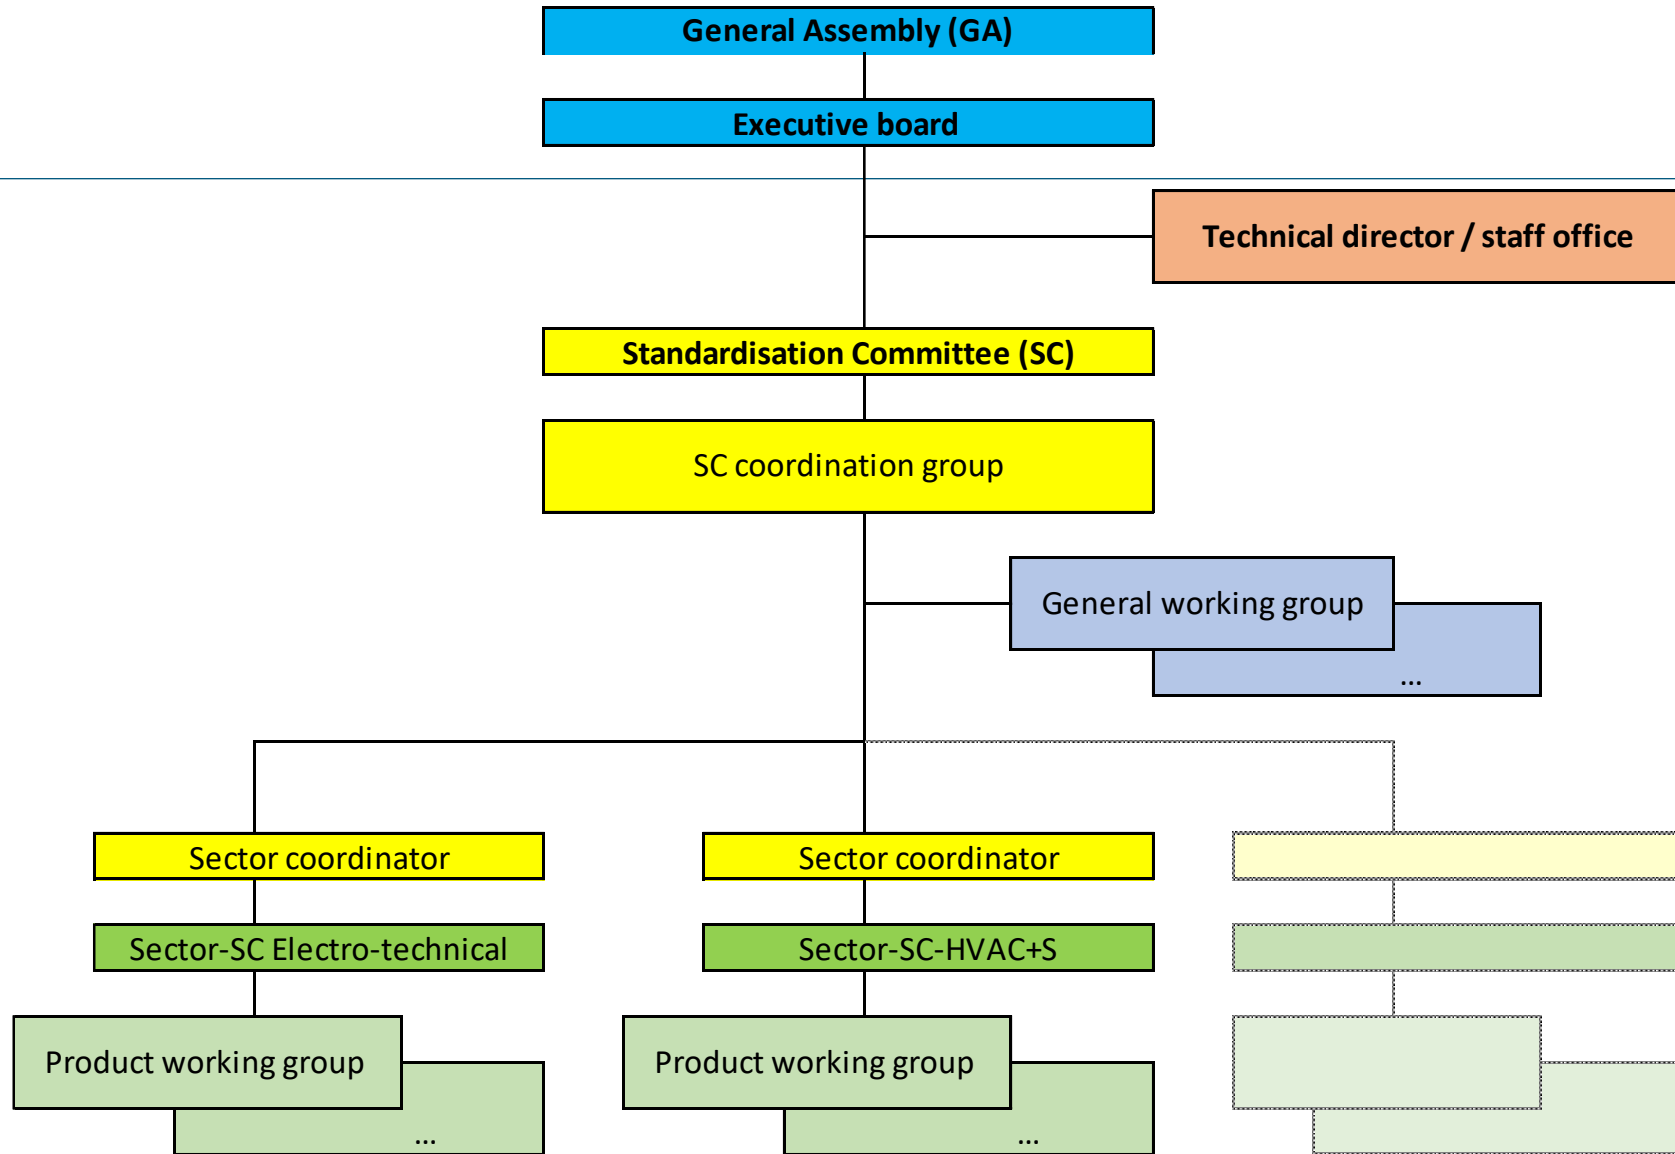 General Assembly (GA)
Executive board
Technical director / staff office
Standardisation Committee (SC)
SC coordination group
General working group
...
Sector coordinator
Sector coordinator
Sector-SC Electro-technical
Sector-SC-HVAC+S
Product working group
Product working group
...
...